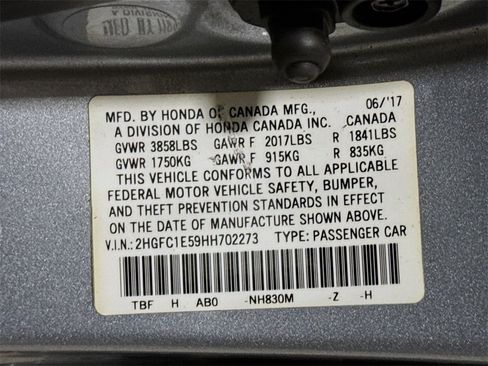 MFD. BY HONDA OF CANADA MFG., 06/'17
A DIVISION OF HONDA CANADA INC. CANADA
GVWR 3858LBS GAWR F 2017LBS R 1841LBS
GVWR 1750KG GAWR F 915KG R 835KG
THIS VEHICLE CONFORMS TO ALL APPLICABLE
FEDERAL MOTOR VEHICLE SAFETY, BUMPER,
AND THEFT PREVENTION STANDARDS IN EFFECT
ON THE DATE OF MANUFACTURE SHOWN ABOVE.
V.I.N.: 2HGFC1E59HH702273 TYPE: PASSENGER CAR
TBF H AB0 -NH830M -Z -H